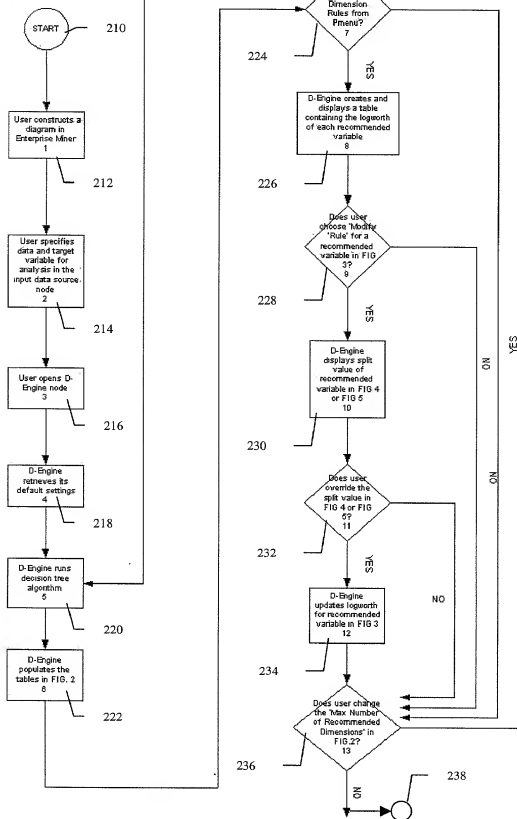 START
210
User constructs a
diagram in
Enterprise Miner
1
212
User specifies
data and target
variable for
analysis in the
input data source
node
2
214
User opens D-
Engine node
3
216
D-Engine
retrieves its
default settings
4
218
D-Engine runs
decision tree
algorithm
5
220
D-Engine
populates the
tables in FIG. 2
6
222
Dimension
Rules from
Pmenu?
7
224
YES
D-Engine creates and
displays a table
containing the logworth
of each recommended
variable
8
226
Does user
choose 'Modify
'Rule' for a
recommended
variable in FIG
3?
9
228
YES
D-Engine
displays split
value of
recommended
variable in FIG 4
or FIG 5
10
230
Does user
override the
split value in
FIG 4 or FIG
5?
11
232
YES
NO
D-Engine
updates logworth
for recommended
variable in FIG 3
12
234
Does user change
the 'Max Number
of Recommended
Dimensions' in
FIG.2?
13
236
NO
238
NO
NO
YES